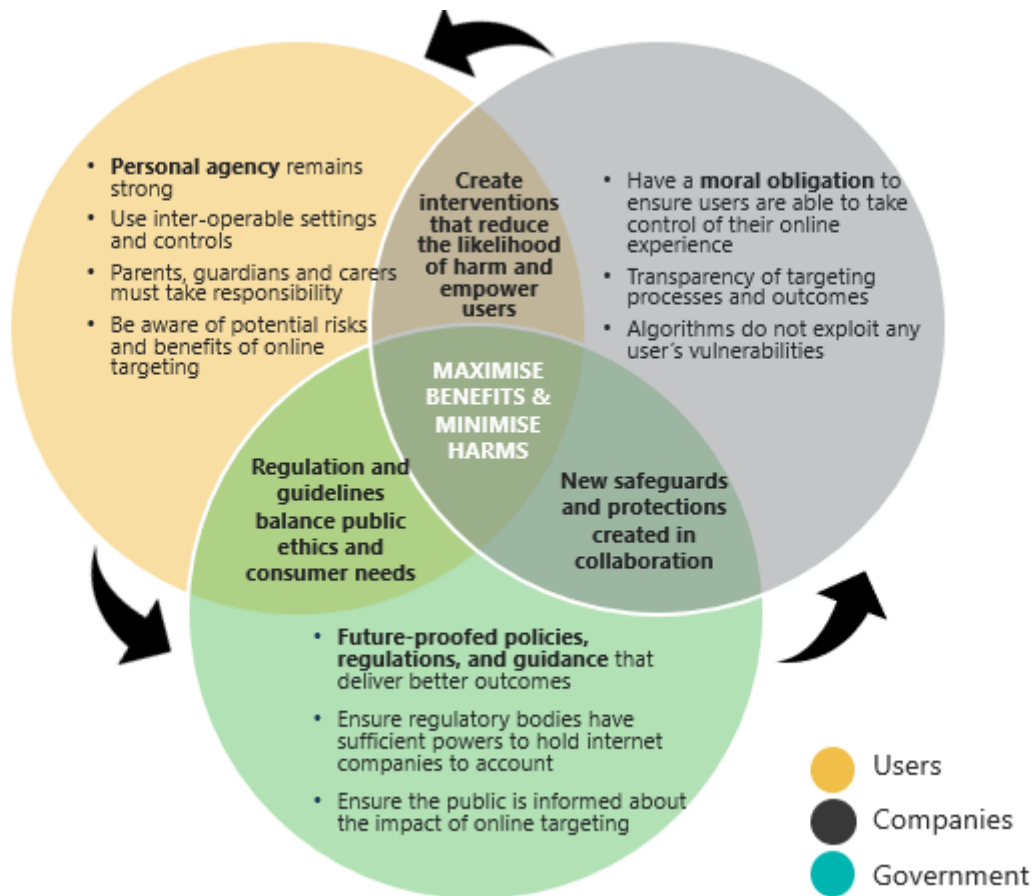 • Personal agency remains
strong
• Use inter-operable settings
and controls
• Parents, guardians and carers
must take responsibility
• Be aware of potential risks
and benefits of online
targeting
Create
interventions
that reduce
the likelihood
of harm and
empower
users
• Have a moral obligation to
ensure users are able to take
control of their online
experience
• Transparency of targeting
processes and outcomes
• Algorithms do not exploit any
user's vulnerabilities
MAXIMISE
BENEFITS &
MINIMISE
HARMS
Regulation and
guidelines
balance public
ethics and
consumer needs
New safeguards
and protections
created in
collaboration
• Future-proofed policies,
regulations, and guidance that
deliver better outcomes
• Ensure regulatory bodies have
sufficient powers to hold internet
companies to account
• Ensure the public is informed about
the impact of online targeting
Users
Companies
Government